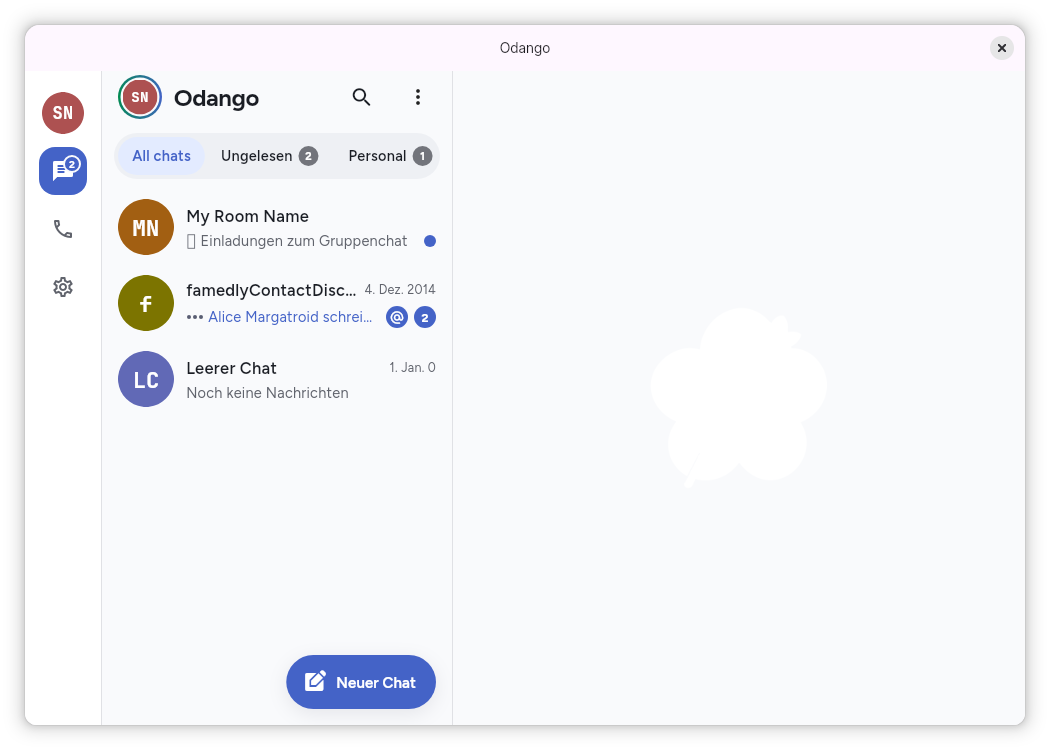 Odango
SN
SN
Odango
2
All chats
Ungelesen 2
Personal 1
MN
My Room Name
Einladungen zum Gruppenchat
f
famedlyContactDisc... 4. Dez. 2014
••• Alice Margatroid schrei... @ 2
LC
Leerer Chat 1. Jan. 0
Noch keine Nachrichten
Neuer Chat